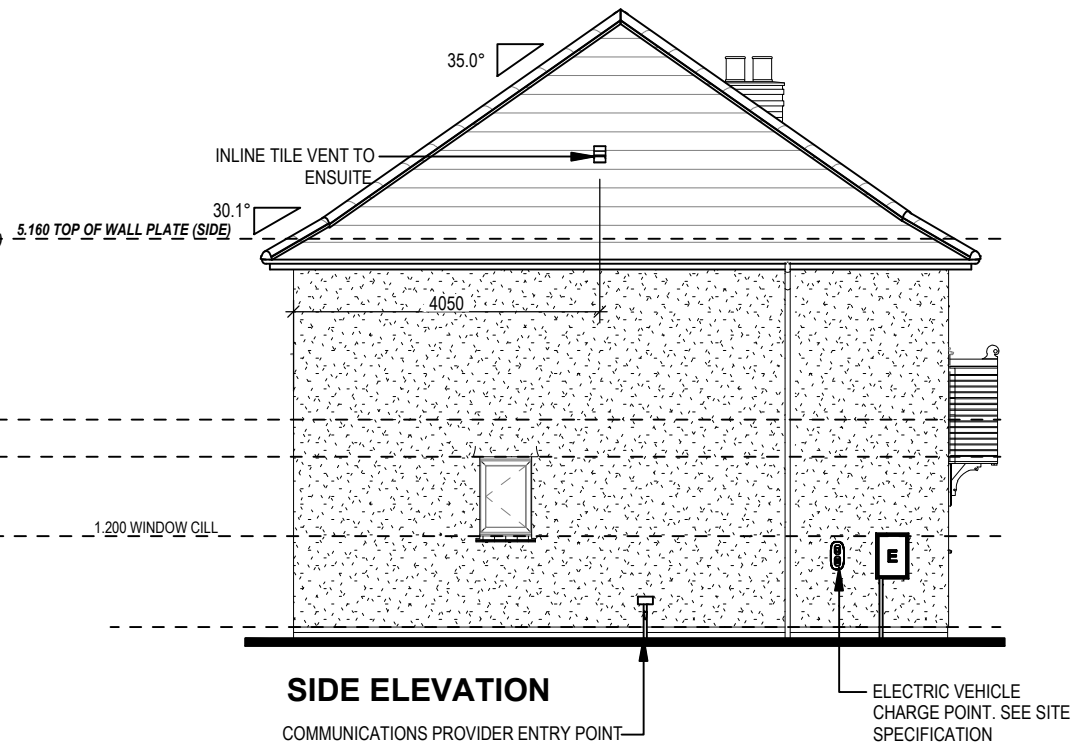 35.0°
INLINE TILE VENT TO
ENSUITE
30.1°
5.160 TOP OF WALL PLATE (SIDE)
4050
1.200 WINDOW CILL
E
SIDE ELEVATION
COMMUNICATIONS PROVIDER ENTRY POINT
ELECTRIC VEHICLE
CHARGE POINT. SEE SITE
SPECIFICATION